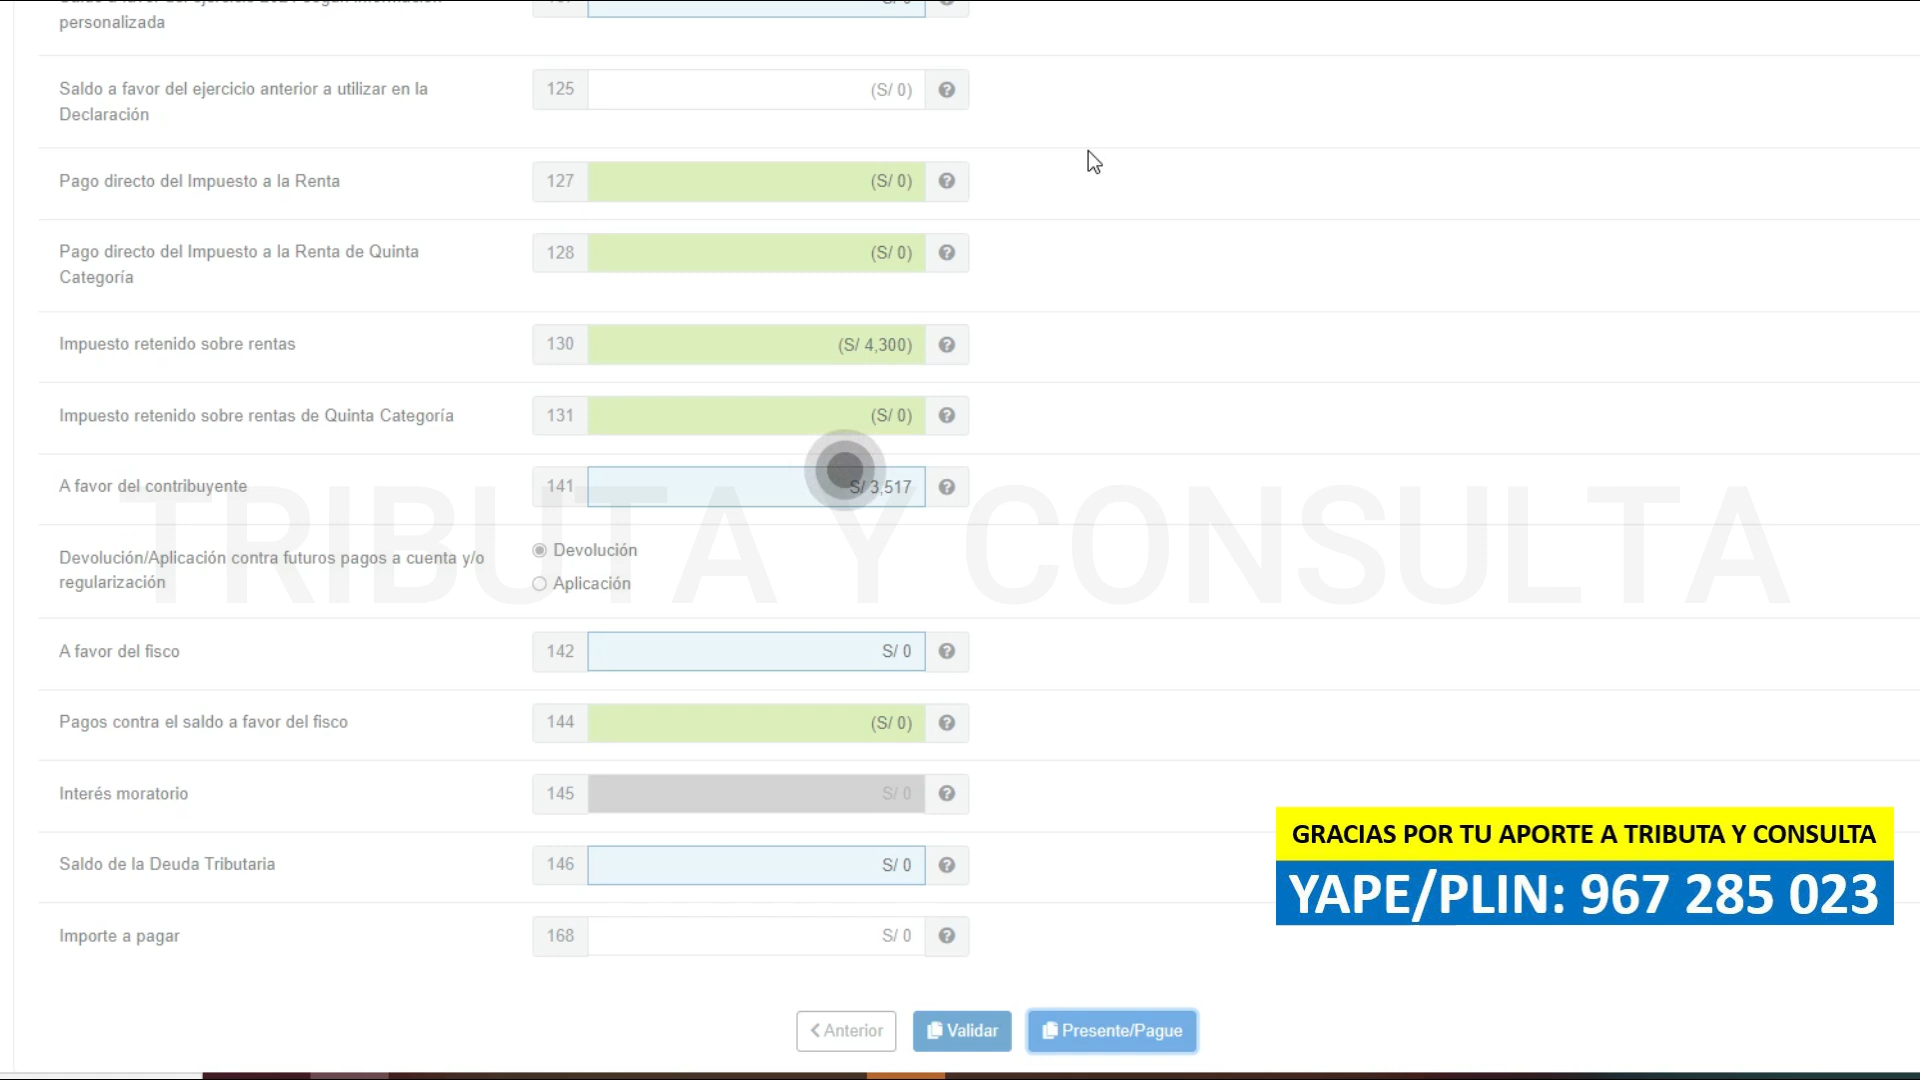 personalizada
Saldo a favor del ejercicio anterior a utilizar en la
Declaración
125
(S/ 0)
Pago directo del Impuesto a la Renta
127
(S/ 0)
Pago directo del Impuesto a la Renta de Quinta
Categoría
128
(S/ 0)
Impuesto retenido sobre rentas
130
(S/ 4,300)
Impuesto retenido sobre rentas de Quinta Categoría
131
(S/ 0)
A favor del contribuyente
141
S/ 3,517
TRIBUTA Y CONSULTA
Devolución/Aplicación contra futuros pagos a cuenta y/o
regularización
Devolución
Aplicación
A favor del fisco
142
S/ 0
Pagos contra el saldo a favor del fisco
144
(S/ 0)
Interés moratorio
145
S/ 0
Saldo de la Deuda Tributaria
146
S/ 0
Importe a pagar
168
S/ 0
GRACIAS POR TU APORTE A TRIBUTA Y CONSULTA
YAPE/PLIN: 967 285 023
Anterior
Validar
Presente/Pague